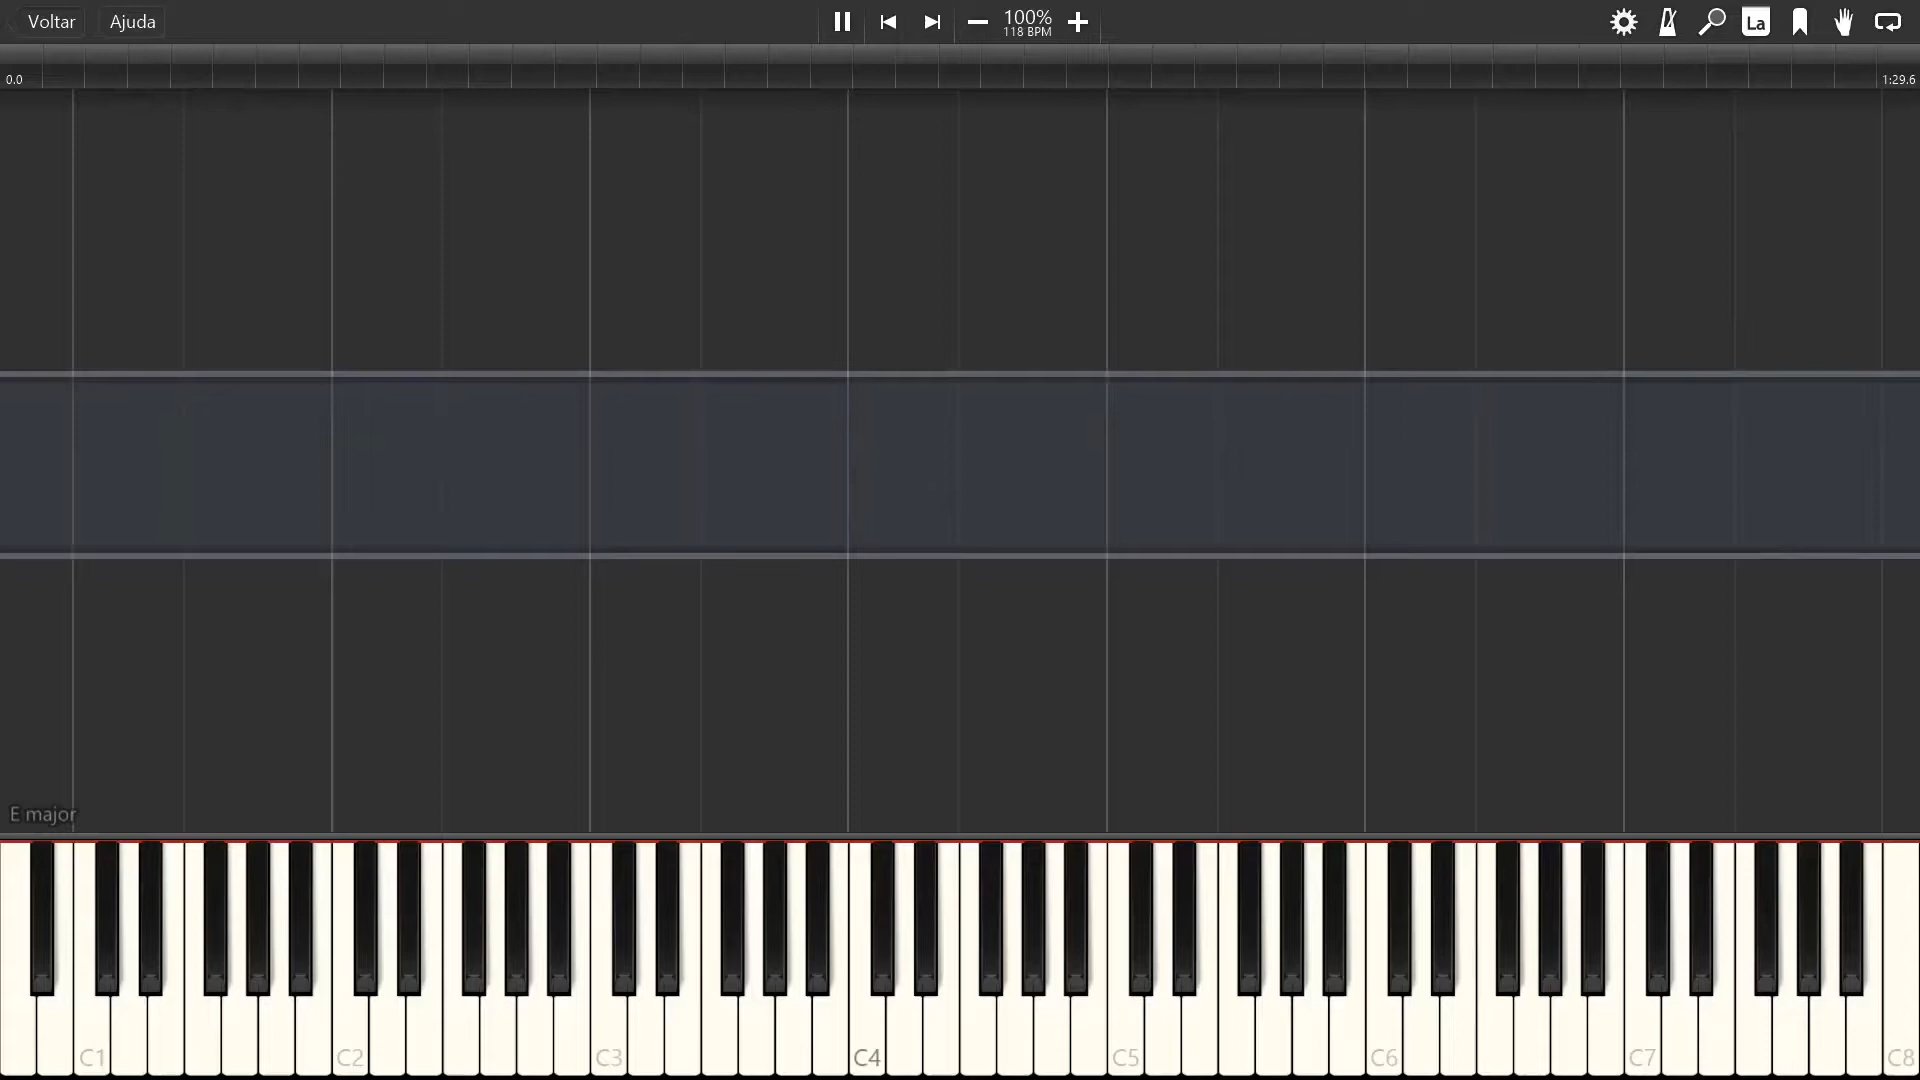 Voltar
Ajuda
100%
118 BPM
La
0.0
1:29.6
E major
C1
C2
C3
C4
C5
C6
C7
C8